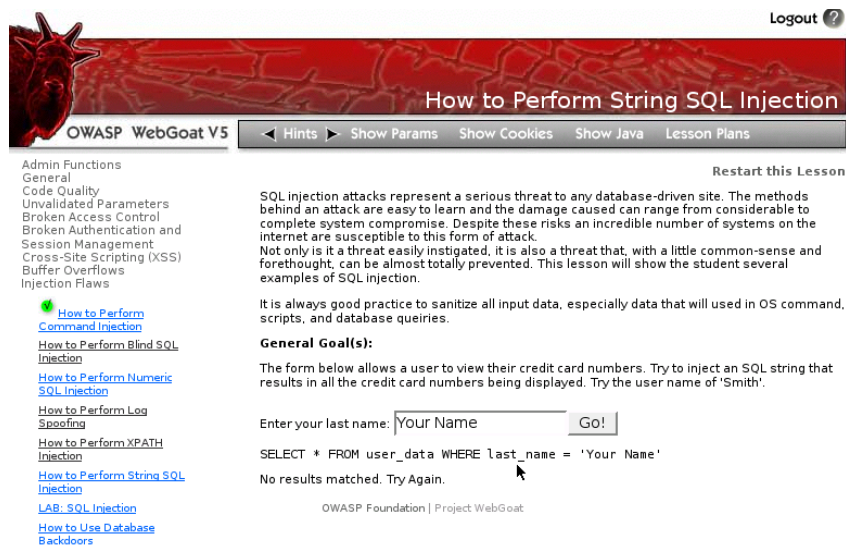 Logout ?
How to Perform String SQL Injection
OWASP WebGoat V5
Hints Show Params Show Cookies Show Java Lesson Plans
Admin Functions
General
Code Quality
Unvalidated Parameters
Broken Access Control
Broken Authentication and
Session Management
Cross-Site Scripting (XSS)
Buffer Overflows
Injection Flaws
How to Perform
Command Injection
How to Perform Blind SQL
Injection
How to Perform Numeric
SQL Injection
How to Perform Log
Spoofing
How to Perform XPATH
Injection
How to Perform String SQL
Injection
LAB: SQL Injection
How to Use Database
Backdoors
Restart this Lesson
SQL injection attacks represent a serious threat to any database-driven site. The methods
behind an attack are easy to learn and the damage caused can range from considerable to
complete system compromise. Despite these risks an incredible number of systems on the
internet are susceptible to this form of attack.
Not only is it a threat easily instigated, it is also a threat that, with a little common-sense and
forethought, can be almost totally prevented. This lesson will show the student several
examples of SQL injection.
It is always good practice to sanitize all input data, especially data that will used in OS command,
scripts, and database queiries.
General Goal(s):
The form below allows a user to view their credit card numbers. Try to inject an SQL string that
results in all the credit card numbers being displayed. Try the user name of 'Smith'.
Enter your last name: Your Name Go!
SELECT * FROM user_data WHERE last_name = 'Your Name'
No results matched. Try Again.
OWASP Foundation | Project WebGoat